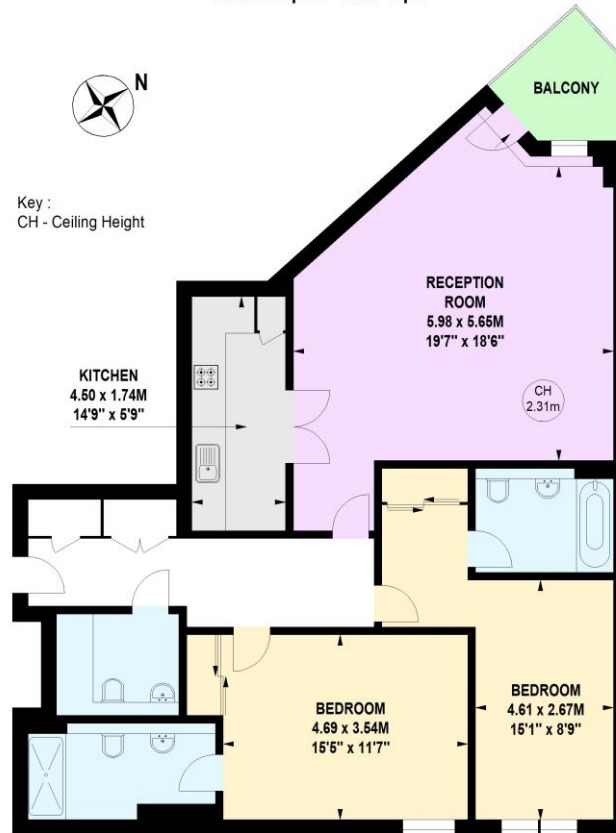 N
BALCONY
Key :
CH - Ceiling Height
RECEPTION
ROOM
5.98 x 5.65M
19'7" x 18'6"
KITCHEN
4.50 x 1.74M
14'9" x 5'9"
CH
2.31m
BEDROOM
4.69 x 3.54M
15'5" x 11'7"
BEDROOM
4.61 x 2.67M
15'1" x 8'9"